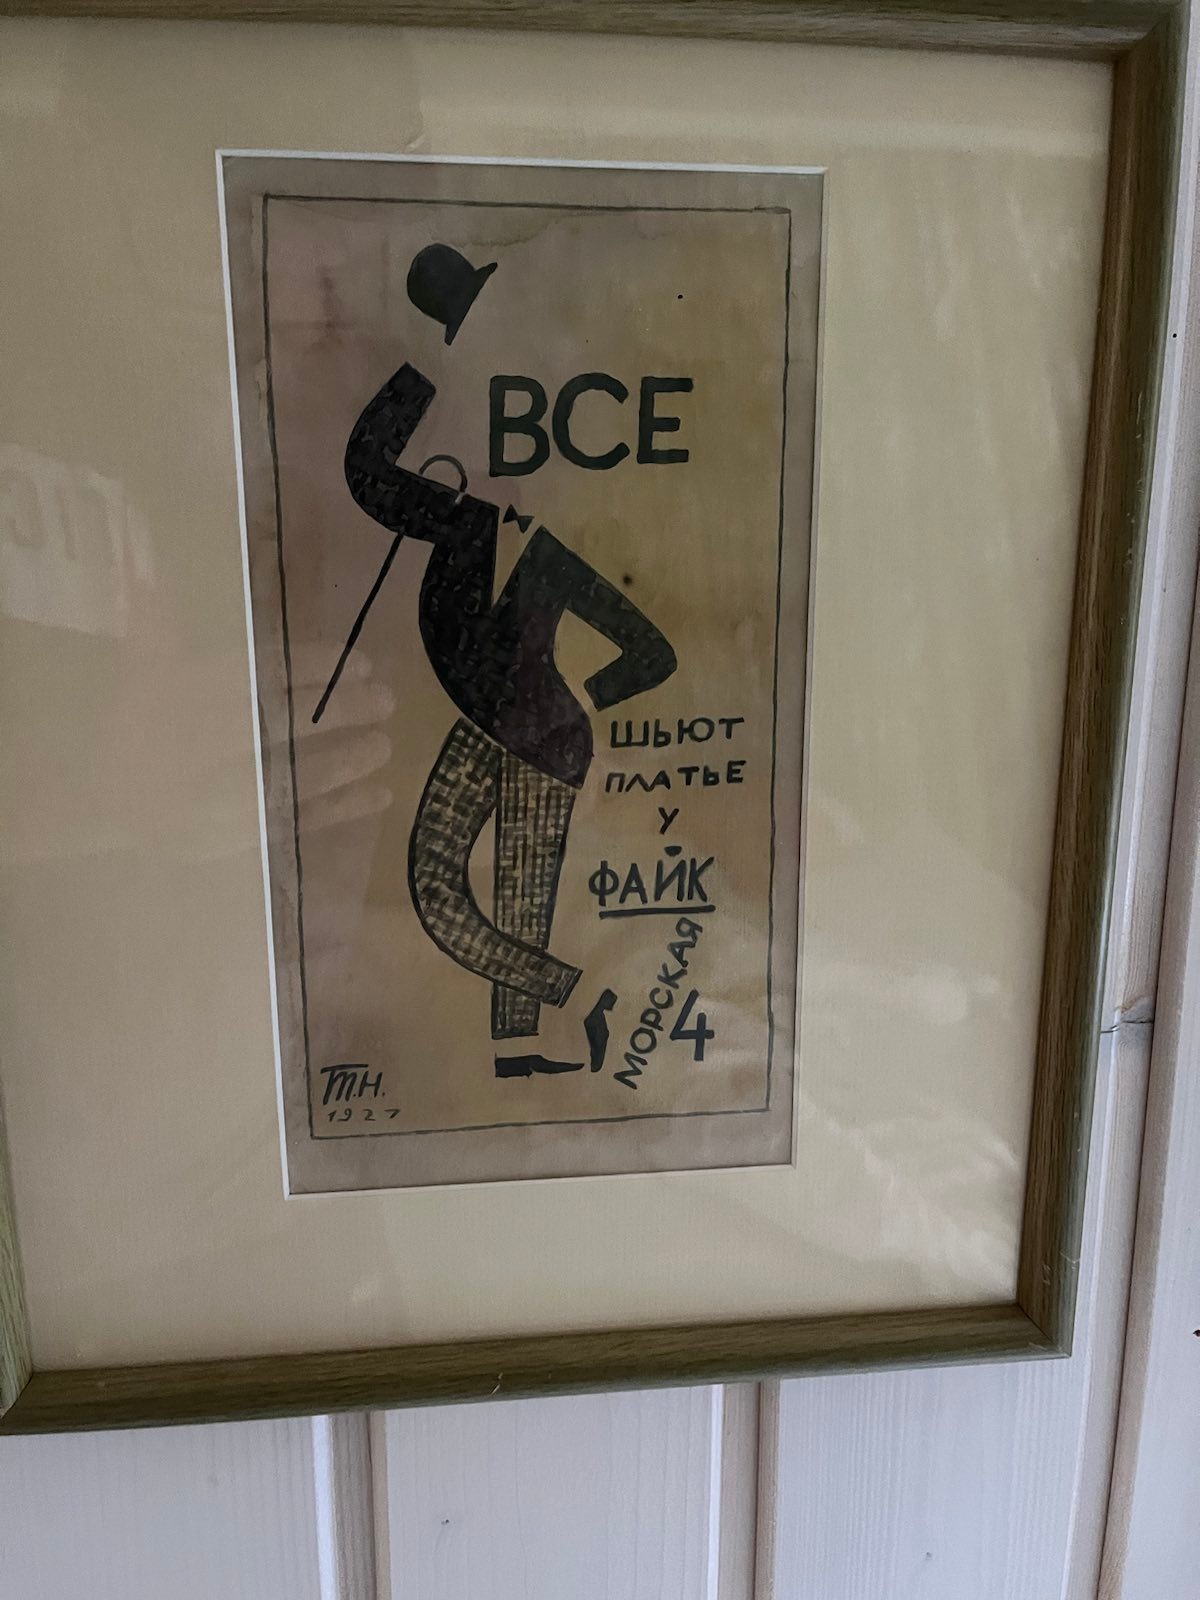 ВСЕ
ШЬЮТ
ПЛАТЬЕ
У
ФАЙК
МОРСКАЯ
4
Т.Н.
1927